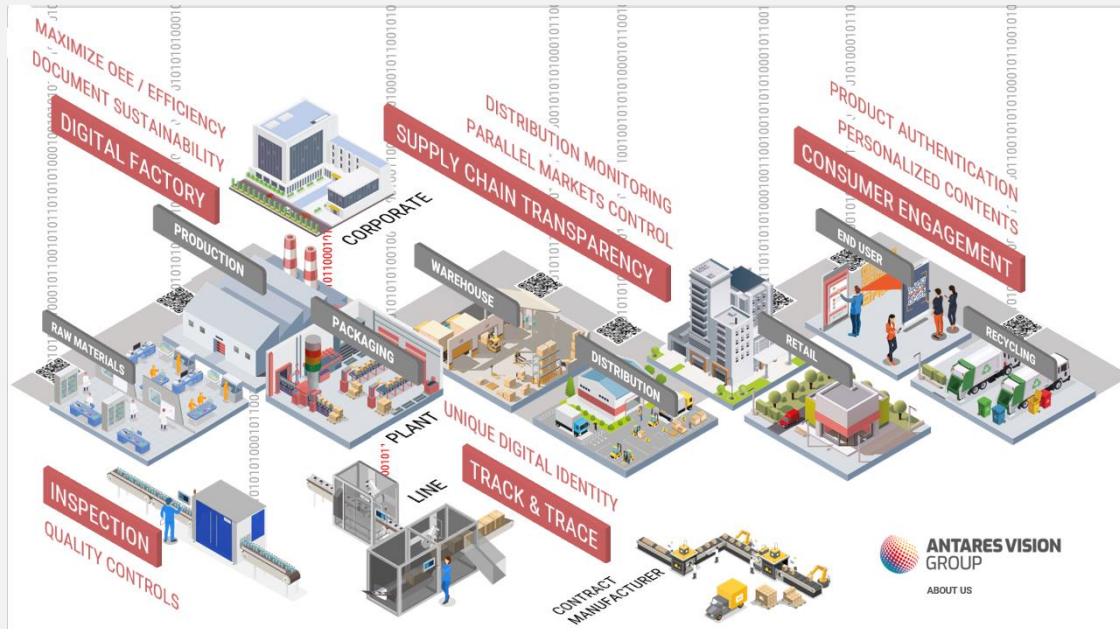 MAXIMIZE OEE / EFFICIENCY
DOCUMENT SUSTAINABILITY
DIGITAL FACTORY
DISTRIBUTION MONITORING
PARALLEL MARKETS CONTROL
SUPPLY CHAIN TRANSPARENCY
PRODUCT AUTHENTICATION
PERSONALIZED CONTENTS
CONSUMER ENGAGEMENT
CORPORATE
PRODUCTION
WAREHOUSE
END USER
RAW MATERIALS
PACKAGING
DISTRIBUTION
RETAIL
RECYCLING
PLANT
LINE
UNIQUE DIGITAL IDENTITY
TRACK & TRACE
INSPECTION
QUALITY CONTROLS
CONTRACT
MANUFACTURER
ANTARES VISION
GROUP
ABOUT US